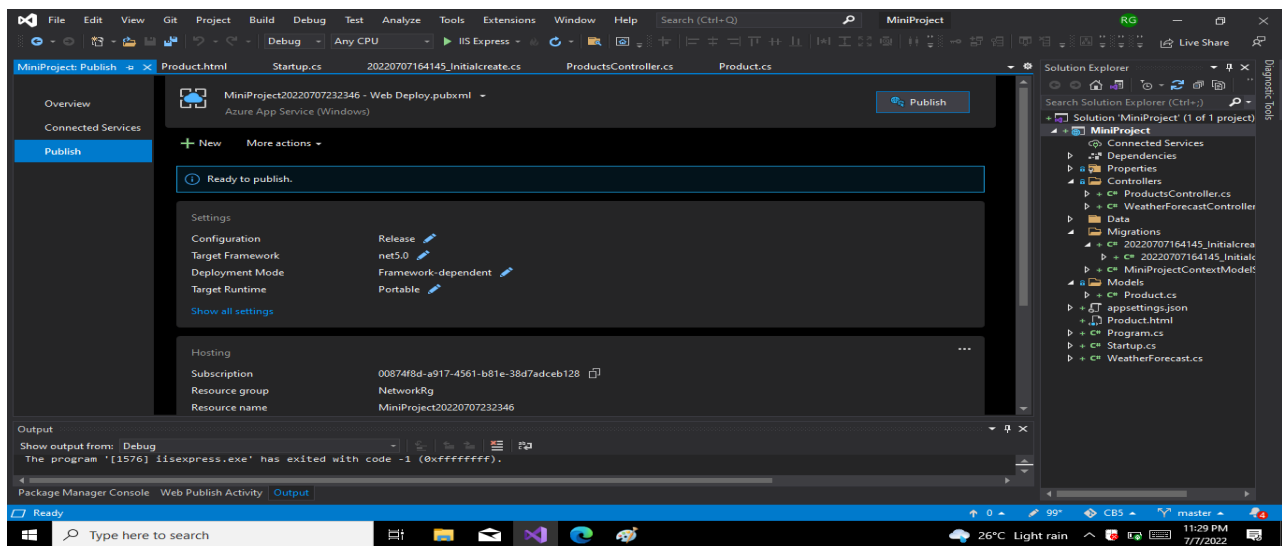 File Edit View Git Project Build Debug Test Analyze Tools Extensions Window Help Search (Ctrl+Q) MiniProject RG
Debug Any CPU IIS Express Live Share
MiniProject: Publish Product.html Startup.cs 20220707164145_Initialcreate.cs ProductsController.cs Product.cs
Overview
Connected Services
Publish
MiniProject20220707232346 - Web Deploy.pubxml
Azure App Service (Windows)
Publish
New More actions
Ready to publish.
Settings
Configuration Release
Target Framework net5.0
Deployment Mode Framework-dependent
Target Runtime Portable
Show all settings
Hosting
Subscription 00874f8d-a917-4561-b81e-38d7adceb128
Resource group NetworkRg
Resource name MiniProject20220707232346
Solution Explorer
Search Solution Explorer (Ctrl+;)
Solution 'MiniProject' (1 of 1 project)
MiniProject
Connected Services
Dependencies
Properties
Controllers
C# ProductsController.cs
C# WeatherForecastController
Data
Migrations
C# 20220707164145_Initialcrea
C# 20220707164145_Initialc
C# MiniProjectContextModelS
Models
C# Product.cs
appsettings.json
Product.html
C# Program.cs
C# Startup.cs
C# WeatherForecast.cs
Diagnostic Tools
Output
Show output from: Debug
The program '[1576] iisexpress.exe' has exited with code -1 (0xffffffff).
Package Manager Console Web Publish Activity Output
Ready 0 99+ CB5 master 4
Type here to search 26°C Light rain 11:29 PM
7/7/2022